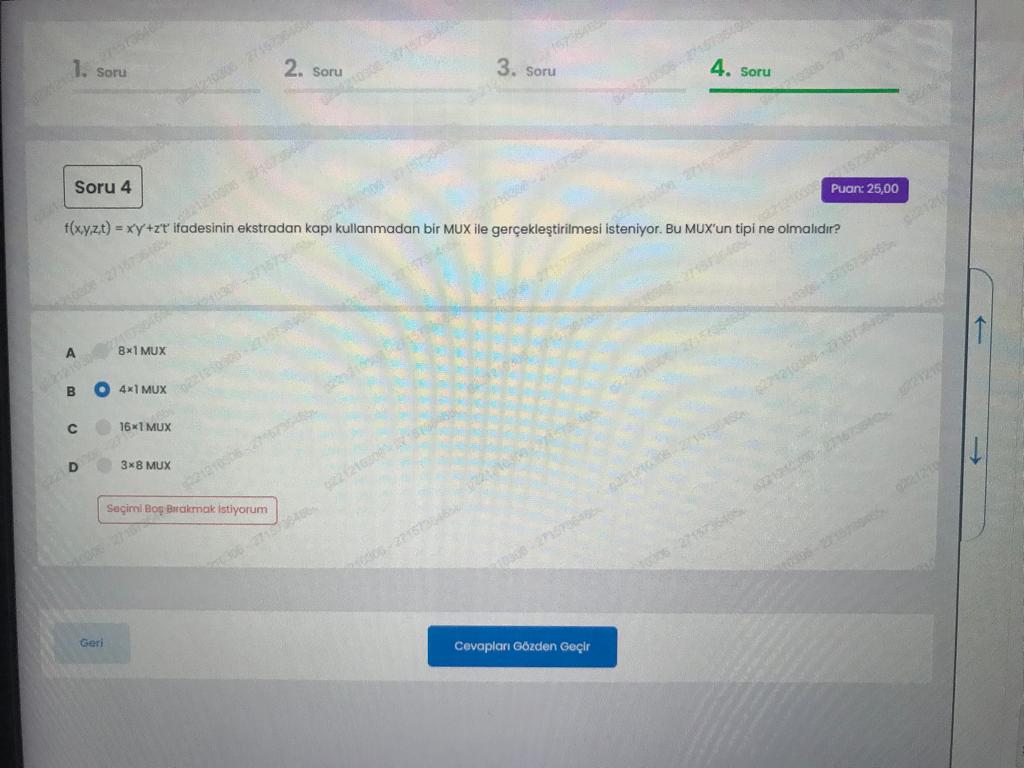 1. Soru
2. Soru
3. Soru
4. Soru
Soru 4
Puan: 25,00
f(x,y,z,t) = x'y'+z't' ifadesinin ekstradan kapı kullanmadan bir MUX ile gerçekleştirilmesi isteniyor. Bu MUX'un tipi ne olmalıdır?
A 8×1 MUX
B 4×1 MUX
C 16×1 MUX
D 3×8 MUX
Seçimi Boş Bırakmak İstiyorum
Geri
Cevapları Gözden Geçir